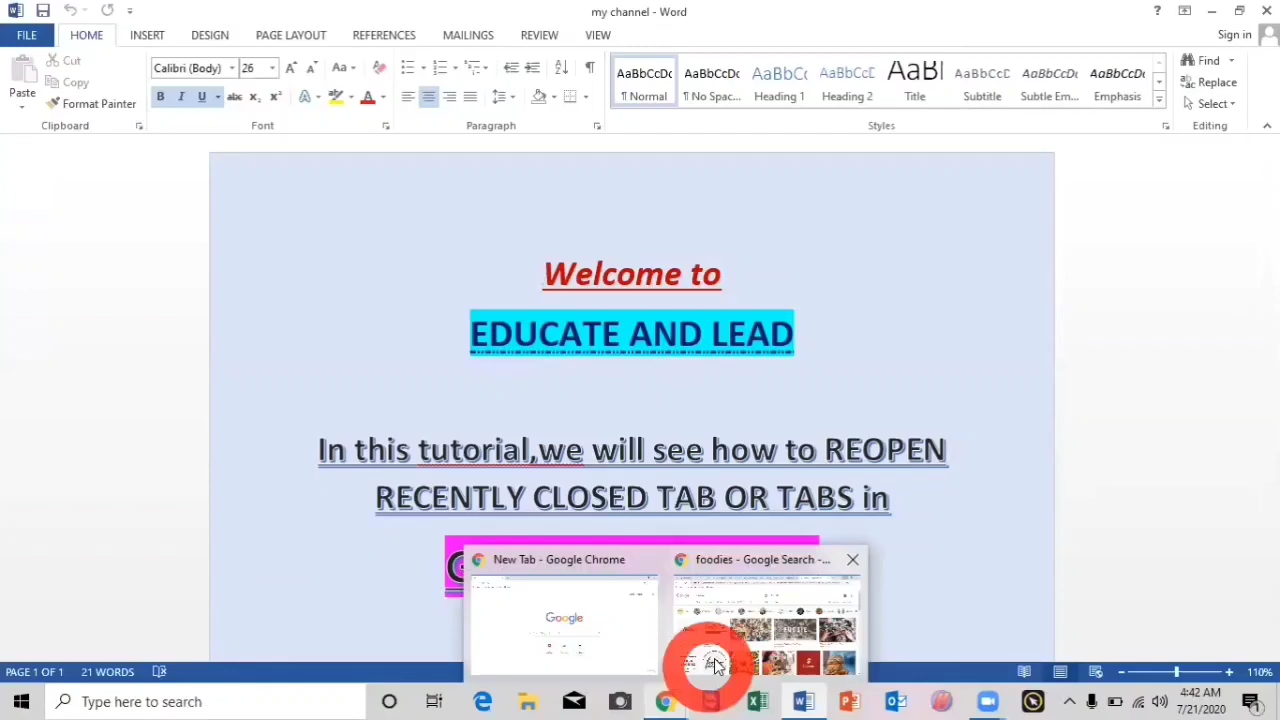 my channel - Word
Sign in
FILE HOME INSERT DESIGN PAGE LAYOUT REFERENCES MAILINGS REVIEW VIEW
Paste
Cut
Copy
Format Painter
Clipboard
Calibri (Body) 26
Font
Paragraph
AaBbCcDc AaBbCcDc AaBbCc AaBbCcC AaBl AaBbCcD AaBbCcDc AaBbCcDc
¶ Normal ¶ No Spac... Heading 1 Heading 2 Title Subtitle Subtle Em... Emphasis
Styles
Find
Replace
Select
Editing
Welcome to
EDUCATE AND LEAD
In this tutorial,we will see how to REOPEN
RECENTLY CLOSED TAB OR TABS in
New Tab - Google Chrome
foodies - Google Search -...
Google
PAGE 1 OF 1 21 WORDS
110%
Type here to search
4:42 AM
7/21/2020